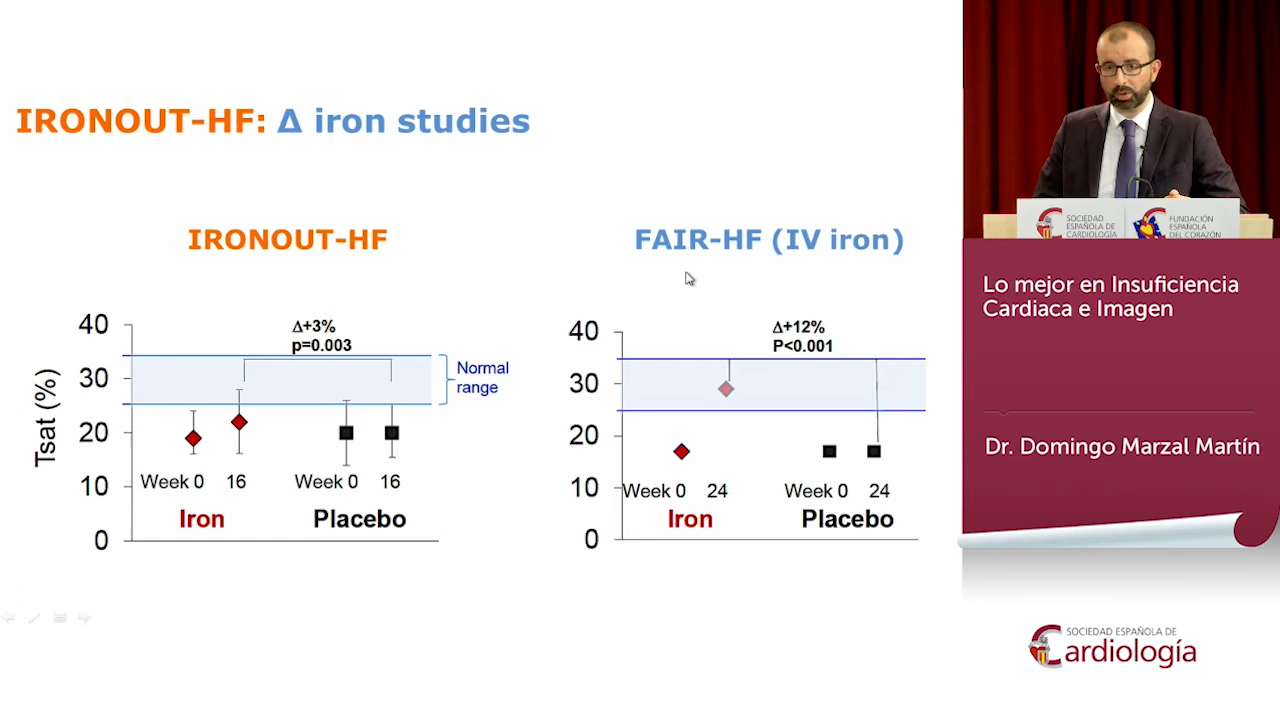 IRONOUT-HF: Δ iron studies
IRONOUT-HF
Δ+3%
p=0.003
40
30
20
10
0
Tsat (%)
Normal
range
Week 0 16 Week 0 16
Iron Placebo
FAIR-HF (IV iron)
Δ+12%
P<0.001
40
30
20
10
0
Week 0 24 Week 0 24
Iron Placebo
SOCIEDAD
ESPAÑOLA DE
CARDIOLOGÍA
FUNDACIÓN
ESPAÑOLA
DEL CORAZÓN
Lo mejor en Insuficiencia
Cardiaca e Imagen
Dr. Domingo Marzal Martín
SOCIEDAD ESPAÑOLA DE
Cardiología